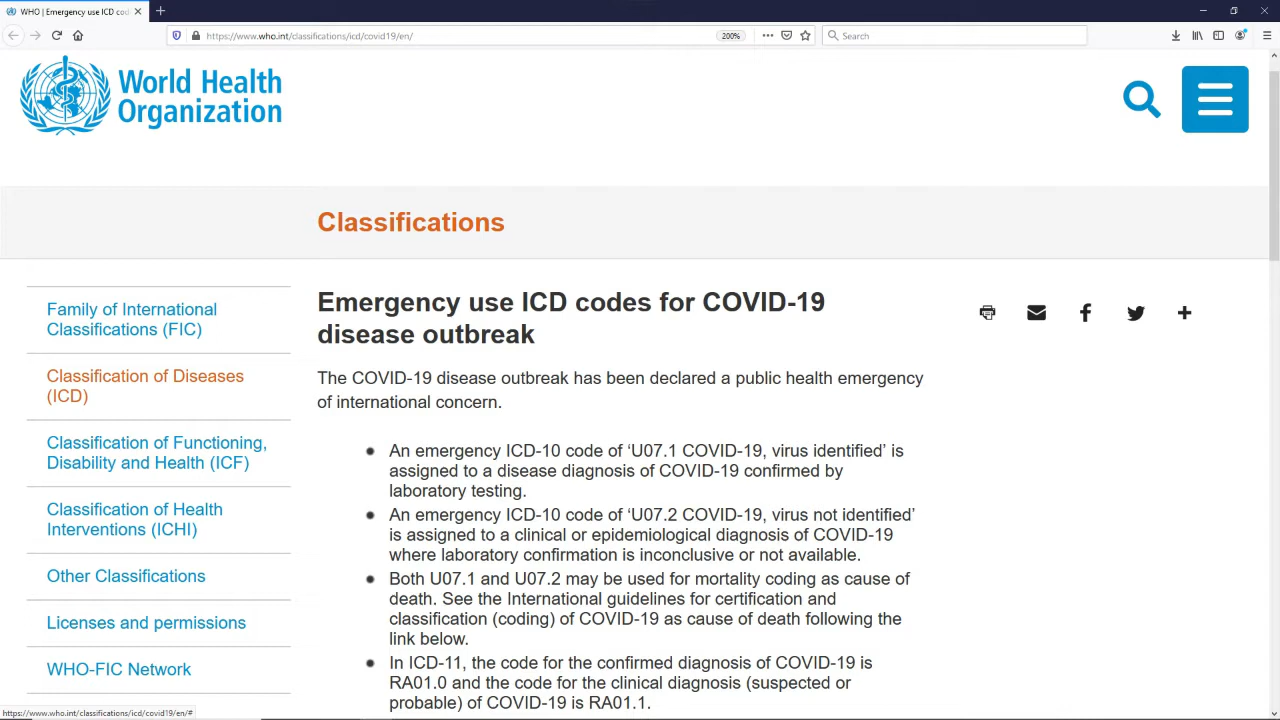 WHO | Emergency use ICD cod
https://www.who.int/classifications/icd/covid19/en/
200%
Search
World Health
Organization
Classifications
Family of International
Classifications (FIC)
Classification of Diseases
(ICD)
Classification of Functioning,
Disability and Health (ICF)
Classification of Health
Interventions (ICHI)
Other Classifications
Licenses and permissions
WHO-FIC Network
Emergency use ICD codes for COVID-19
disease outbreak
The COVID-19 disease outbreak has been declared a public health emergency
of international concern.
An emergency ICD-10 code of ‘U07.1 COVID-19, virus identified’ is
assigned to a disease diagnosis of COVID-19 confirmed by
laboratory testing.
An emergency ICD-10 code of ‘U07.2 COVID-19, virus not identified’
is assigned to a clinical or epidemiological diagnosis of COVID-19
where laboratory confirmation is inconclusive or not available.
Both U07.1 and U07.2 may be used for mortality coding as cause of
death. See the International guidelines for certification and
classification (coding) of COVID-19 as cause of death following the
link below.
In ICD-11, the code for the confirmed diagnosis of COVID-19 is
RA01.0 and the code for the clinical diagnosis (suspected or
probable) of COVID-19 is RA01.1.
https://www.who.int/classifications/icd/covid19/en/#